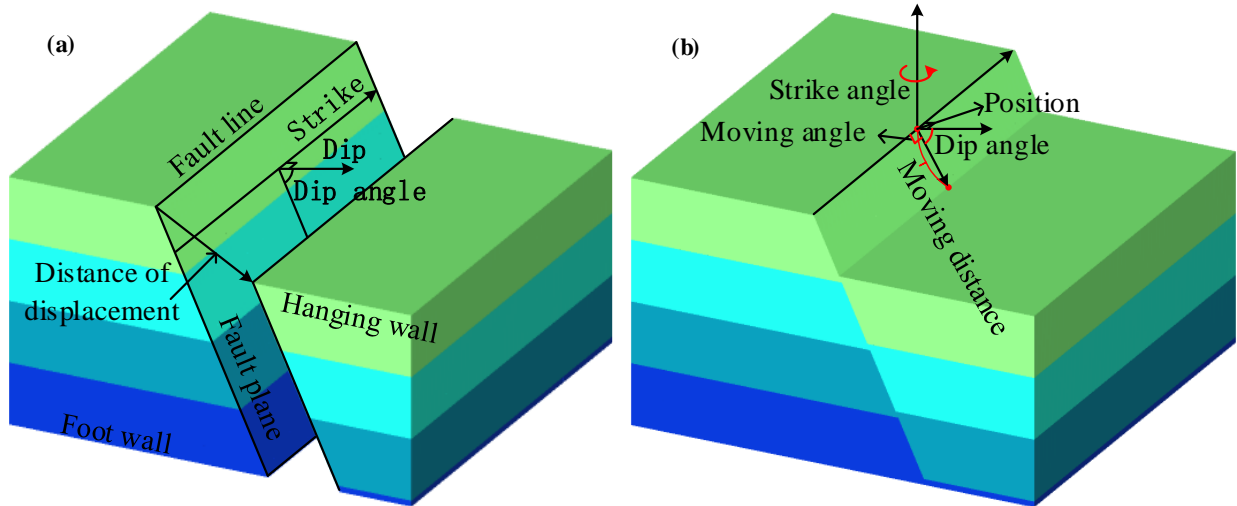 (a)
Fault line
Strike
Dip
Dip angle
Distance of
displacement
Hanging wall
Fault plane
Foot wall
(b)
Strike angle
Position
Moving angle
Dip angle
Moving distance